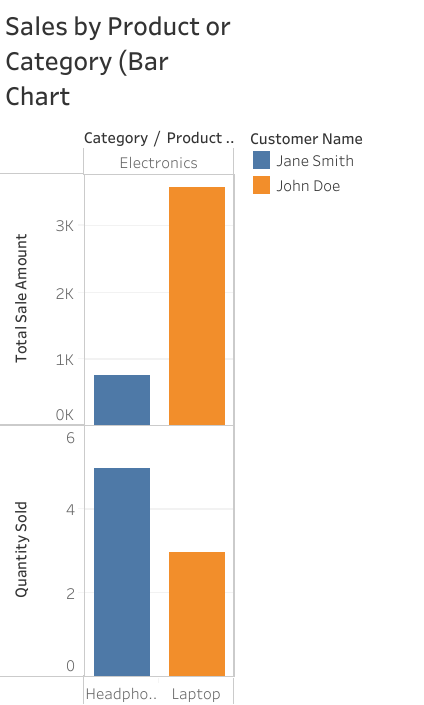 Sales by Product or
Category (Bar
Chart
Category / Product ..
Customer Name
Electronics
Jane Smith
John Doe
Total Sale Amount
3K
2K
1K
0K
Quantity Sold
6
4
2
0
Headpho..
Laptop